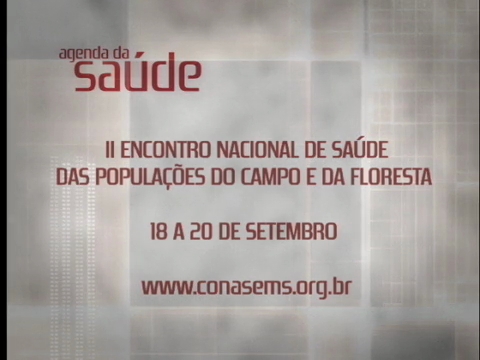 agenda da
saúde
II ENCONTRO NACIONAL DE SAÚDE
DAS POPULAÇÕES DO CAMPO E DA FLORESTA
18 A 20 DE SETEMBRO
www.conasems.org.br